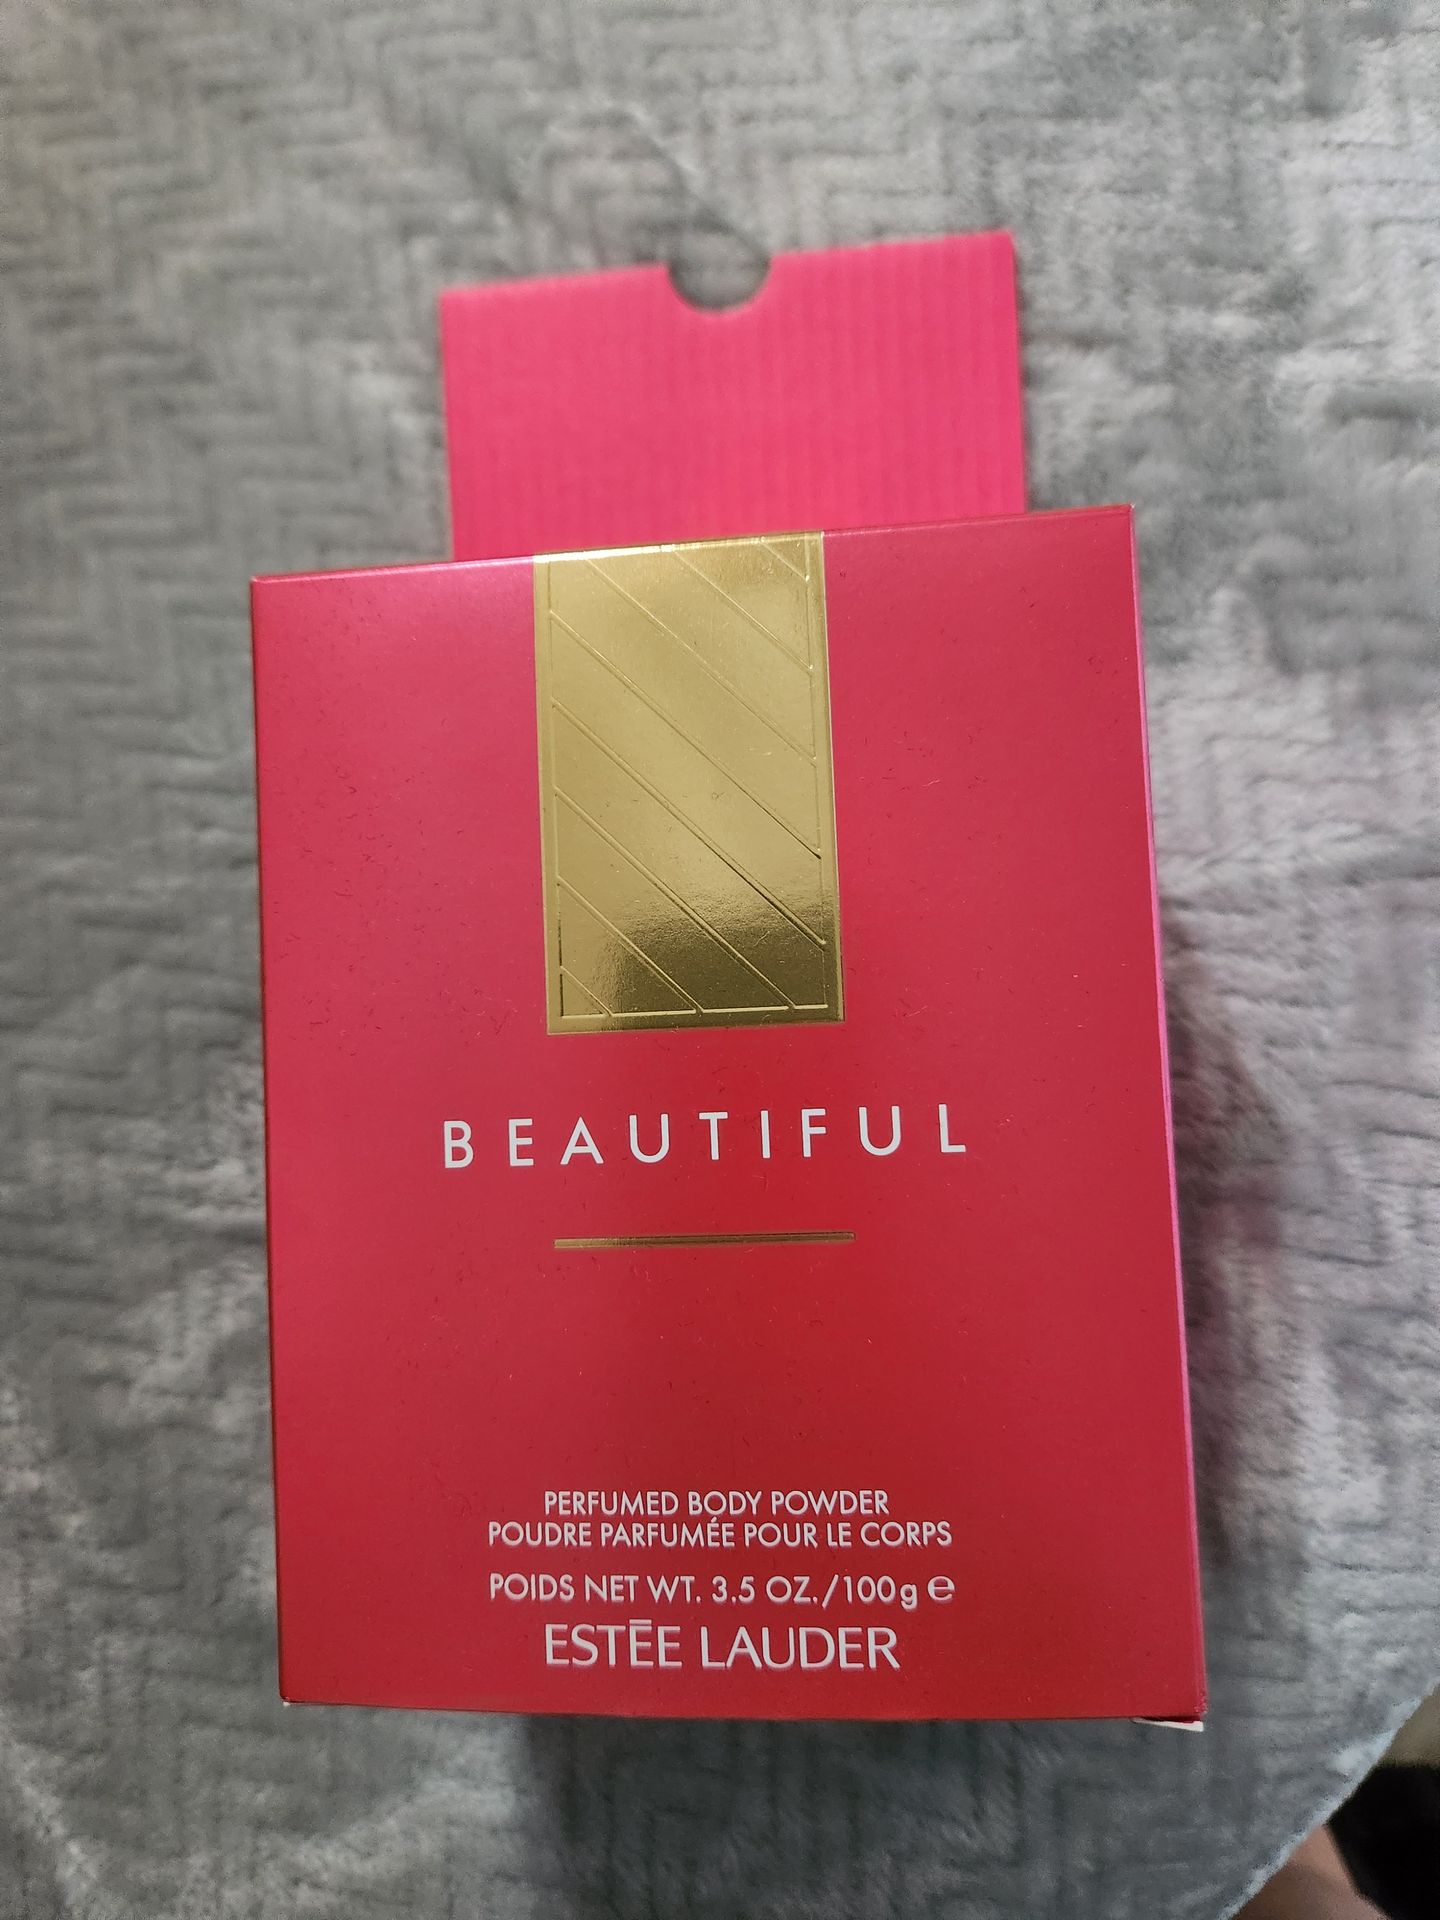 BEAUTIFUL
PERFUMED BODY POWDER
POUDRE PARFUMÉE POUR LE CORPS
POIDS NET WT. 3.5 OZ./100g ℮
ESTĒE LAUDER